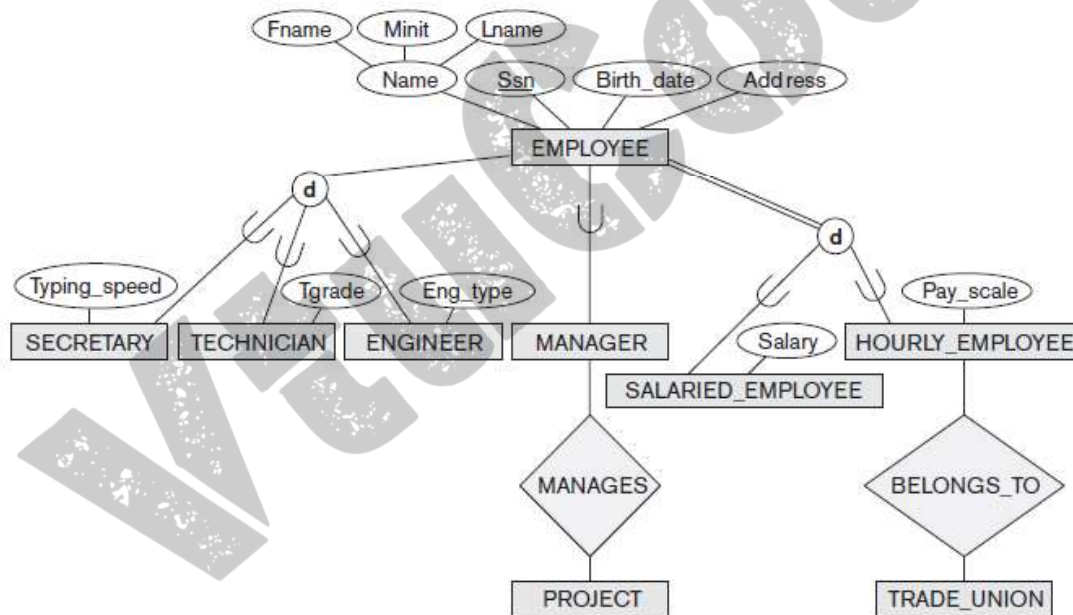 Fname Minit Lname
Name Ssn Birth_date Address
EMPLOYEE
d
d
Typing_speed Tgrade Eng_type Pay_scale
SECRETARY TECHNICIAN ENGINEER MANAGER Salary HOURLY_EMPLOYEE
SALARIED_EMPLOYEE
MANAGES BELONGS_TO
PROJECT TRADE_UNION